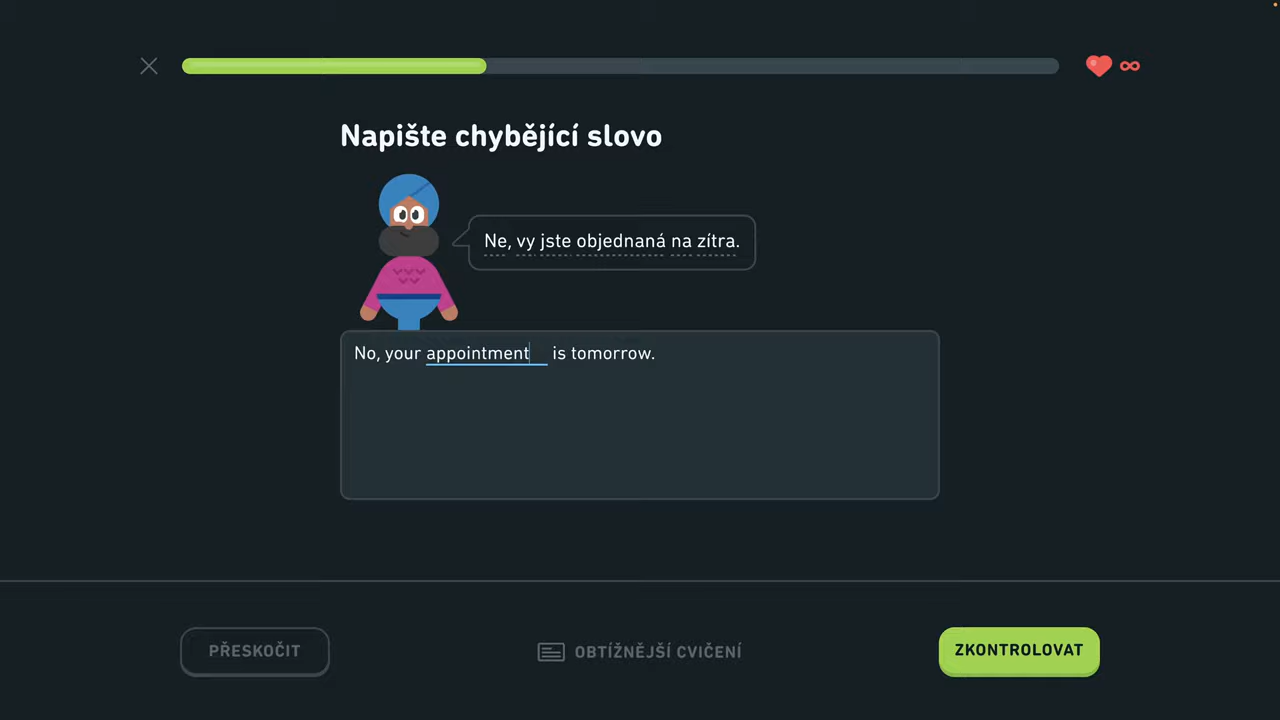 ∞
Napište chybějící slovo
Ne, vy jste objednaná na zítra.
No, your appointment is tomorrow.
PŘESKOČIT
OBTÍŽNĚJŠÍ CVIČENÍ
ZKONTROLOVAT